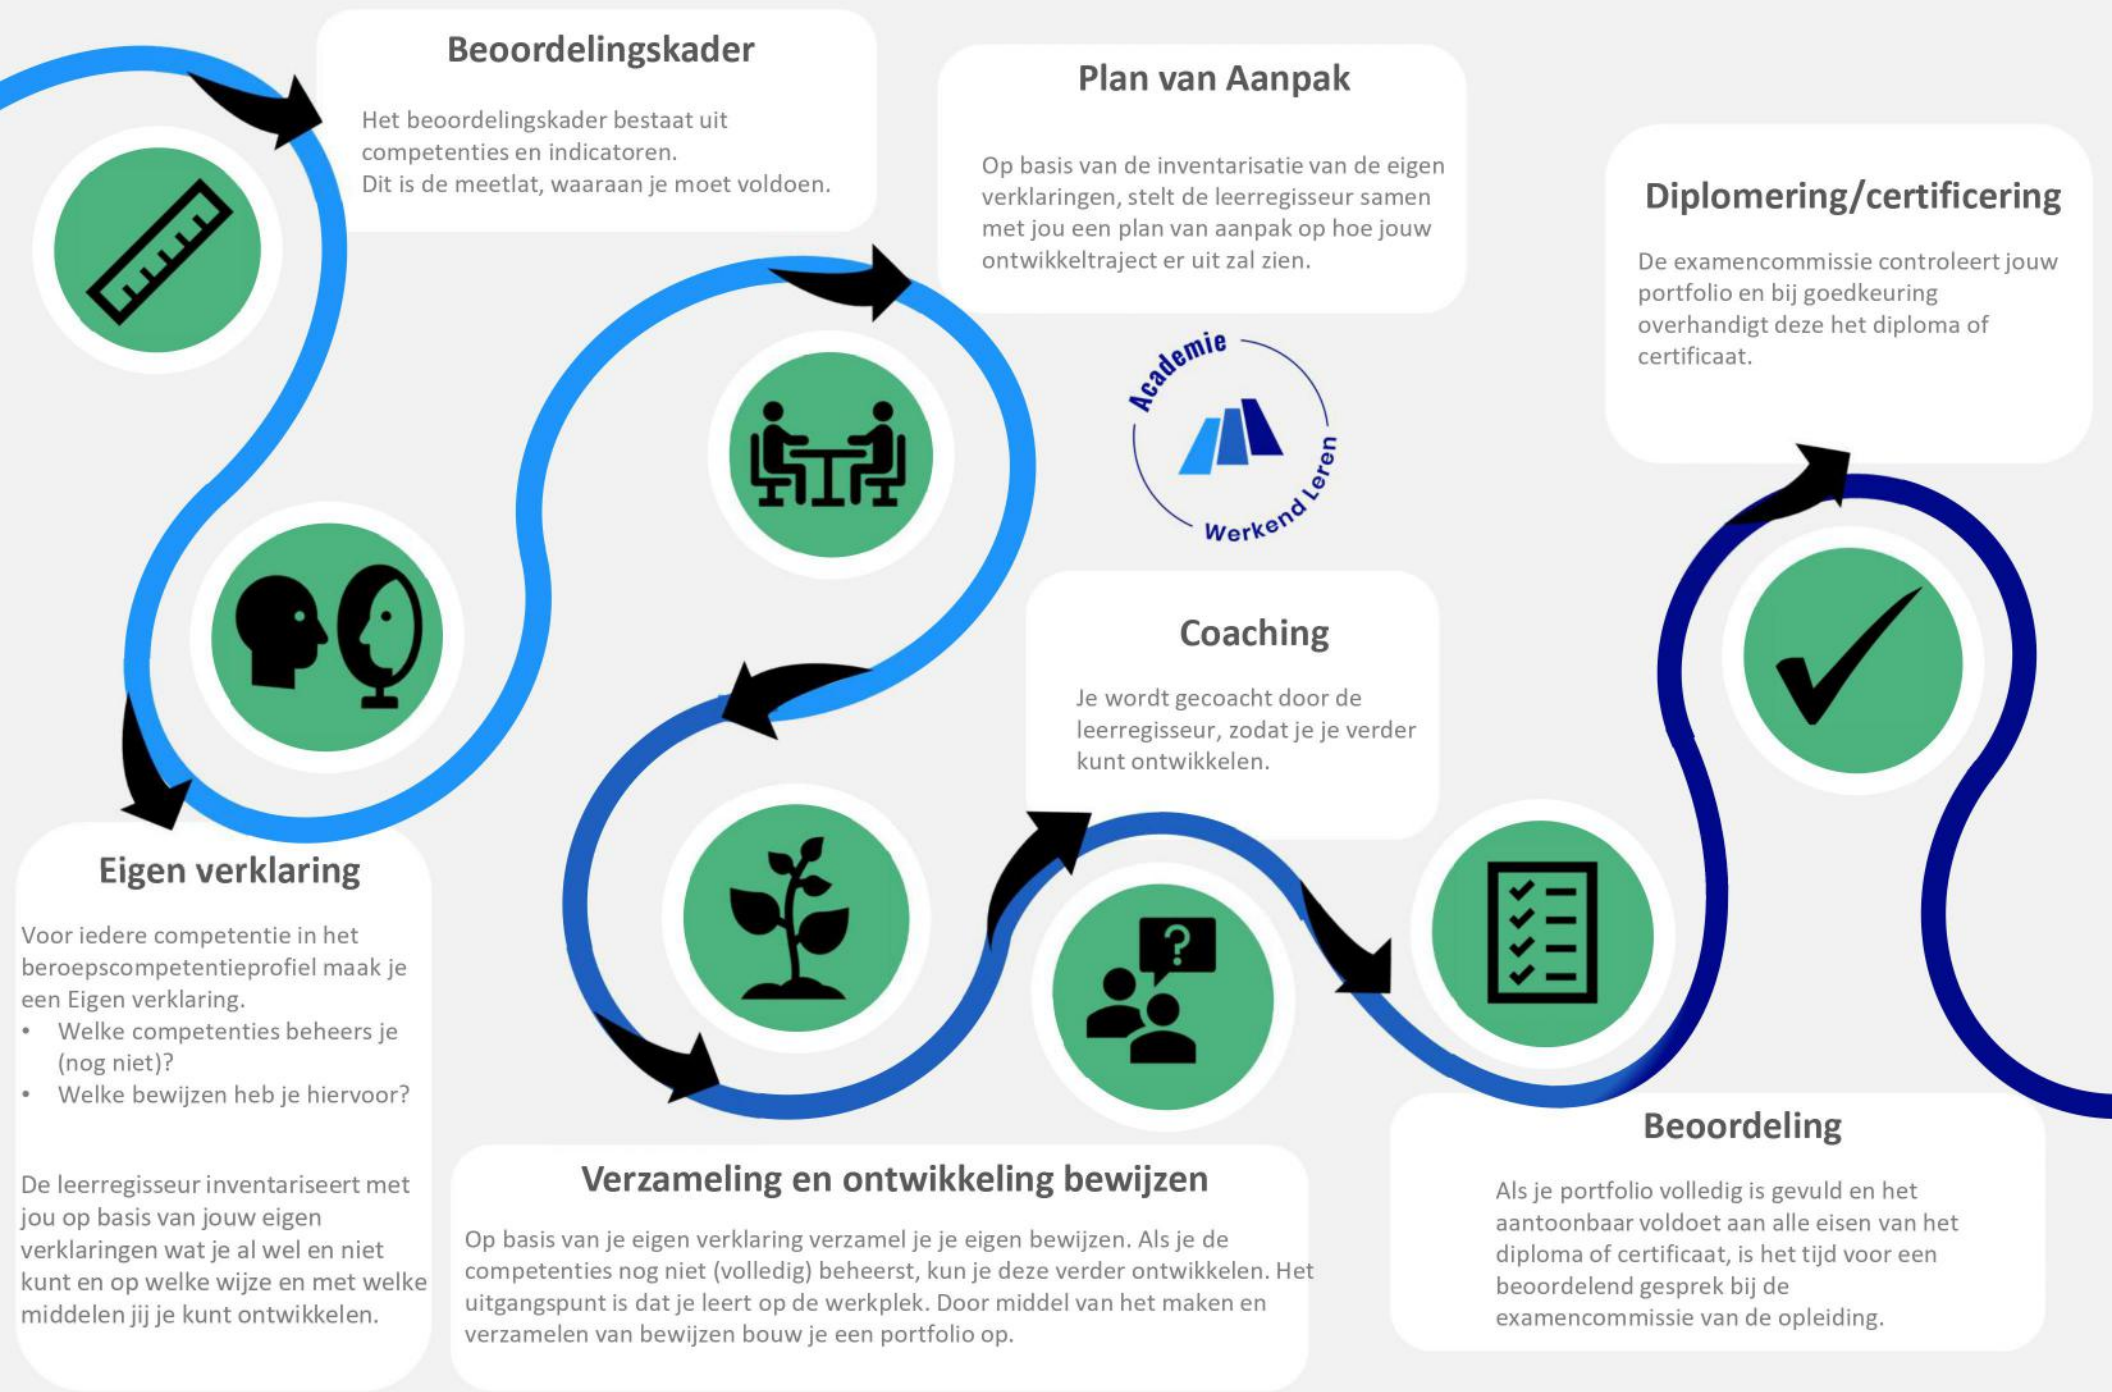 Beoordelingskader
Het beoordelingskader bestaat uit
competenties en indicatoren.
Dit is de meetlat, waaraan je moet voldoen.
Eigen verklaring
Voor iedere competentie in het
beroepscompetentieprofiel maak je
een Eigen verklaring.
• Welke competenties beheers je
(nog niet)?
• Welke bewijzen heb je hiervoor?
De leerregisseur inventariseert met
jou op basis van jouw eigen
verklaringen wat je al wel en niet
kunt en op welke wijze en met welke
middelen jij je kunt ontwikkelen.
Plan van Aanpak
Op basis van de inventarisatie van de eigen
verklaringen, stelt de leerregisseur samen
met jou een plan van aanpak op hoe jouw
ontwikkeltraject er uit zal zien.
Academie
Werkend Leren
Verzameling en ontwikkeling bewijzen
Op basis van je eigen verklaring verzamel je je eigen bewijzen. Als je de
competenties nog niet (volledig) beheerst, kun je deze verder ontwikkelen. Het
uitgangspunt is dat je leert op de werkplek. Door middel van het maken en
verzamelen van bewijzen bouw je een portfolio op.
Coaching
Je wordt gecoacht door de
leerregisseur, zodat je je verder
kunt ontwikkelen.
?
Beoordeling
Als je portfolio volledig is gevuld en het
aantoonbaar voldoet aan alle eisen van het
diploma of certificaat, is het tijd voor een
beoordelend gesprek bij de
examencommissie van de opleiding.
Diplomering/certificering
De examencommissie controleert jouw
portfolio en bij goedkeuring
overhandigt deze het diploma of
certificaat.